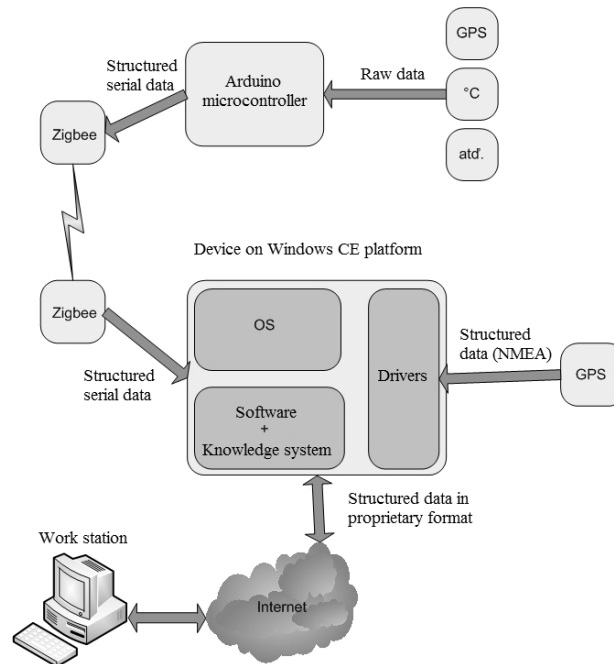 GPS
Structured
serial data
Arduino
microcontroller
Raw data
°C
Zigbee
atď.
Device on Windows CE platform
Zigbee
OS
Structured
data (NMEA)
Drivers
GPS
Structured
serial data
Software
+
Knowledge system
Structured data in
proprietary format
Work station
Internet